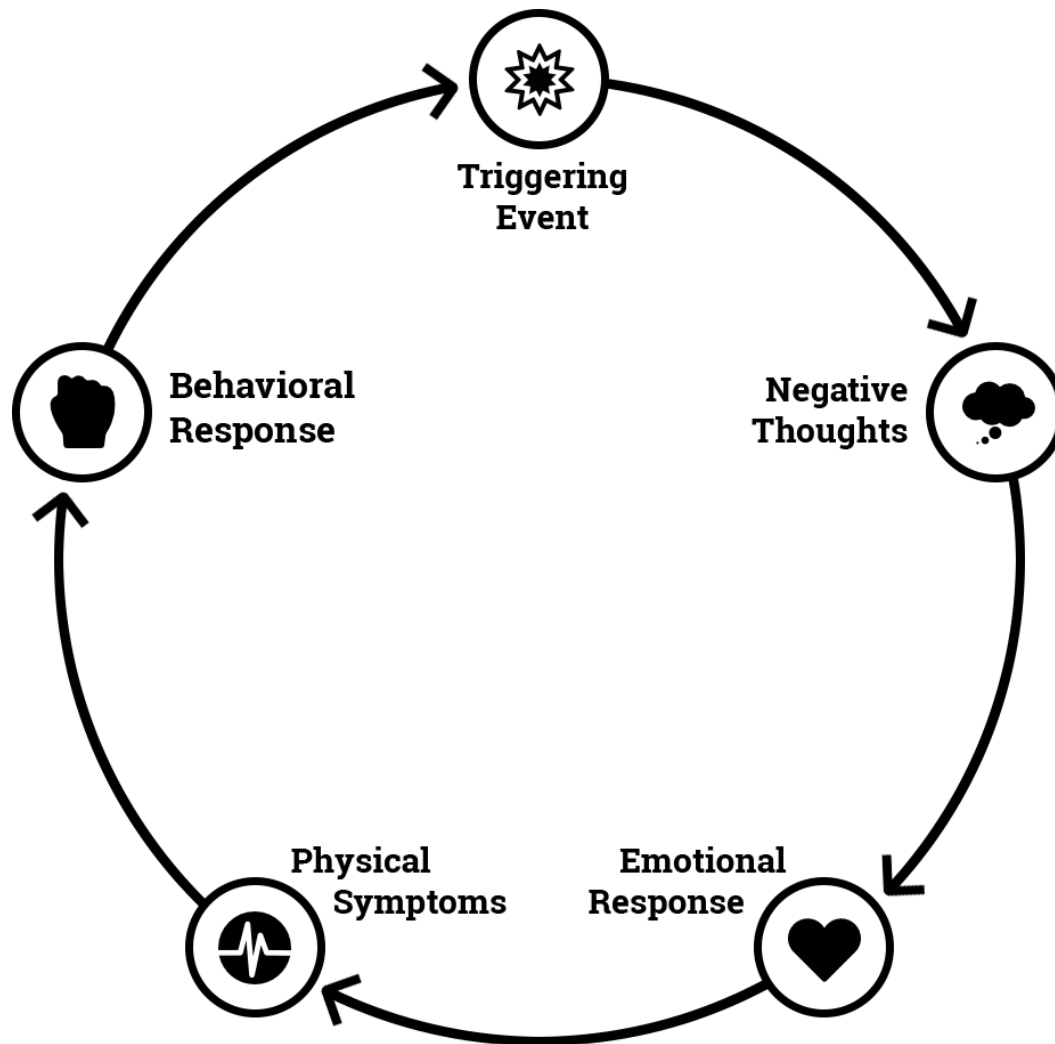 Triggering
Event
Negative
Thoughts
Emotional
Response
Physical
Symptoms
Behavioral
Response